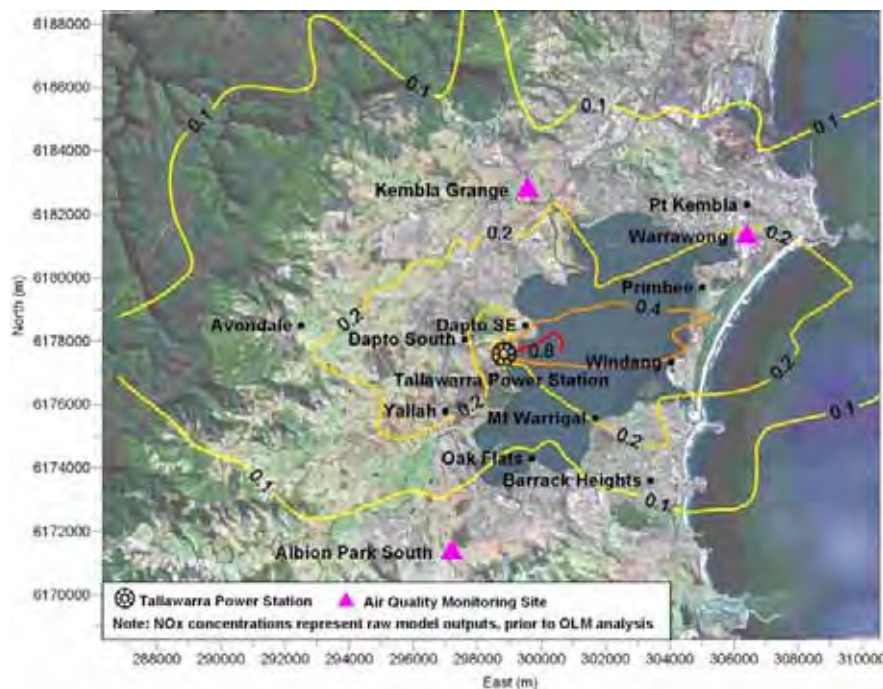 6188000
6186000
6184000
6182000
6180000
6178000
6176000
6174000
6172000
6170000
North (m)
288000 290000 292000 294000 296000 298000 300000 302000 304000 306000 308000 310000
East (m)
0.1
0.1
0.1
0.1
Kembla Grange
Pt Kembla
Warrawong
0.2
0.2
Primbee
0.4
Avondale
0.2
Dapto SE
Dapto South
0.8
Windang
0.2
Tallawarra Power Station
Yallah
0.2
Mt Warrigal
0.2
0.1
Oak Flats
Barrack Heights
0.1
0.1
Albion Park South
Tallawarra Power Station
Air Quality Monitoring Site
Note: NOx concentrations represent raw model outputs, prior to OLM analysis